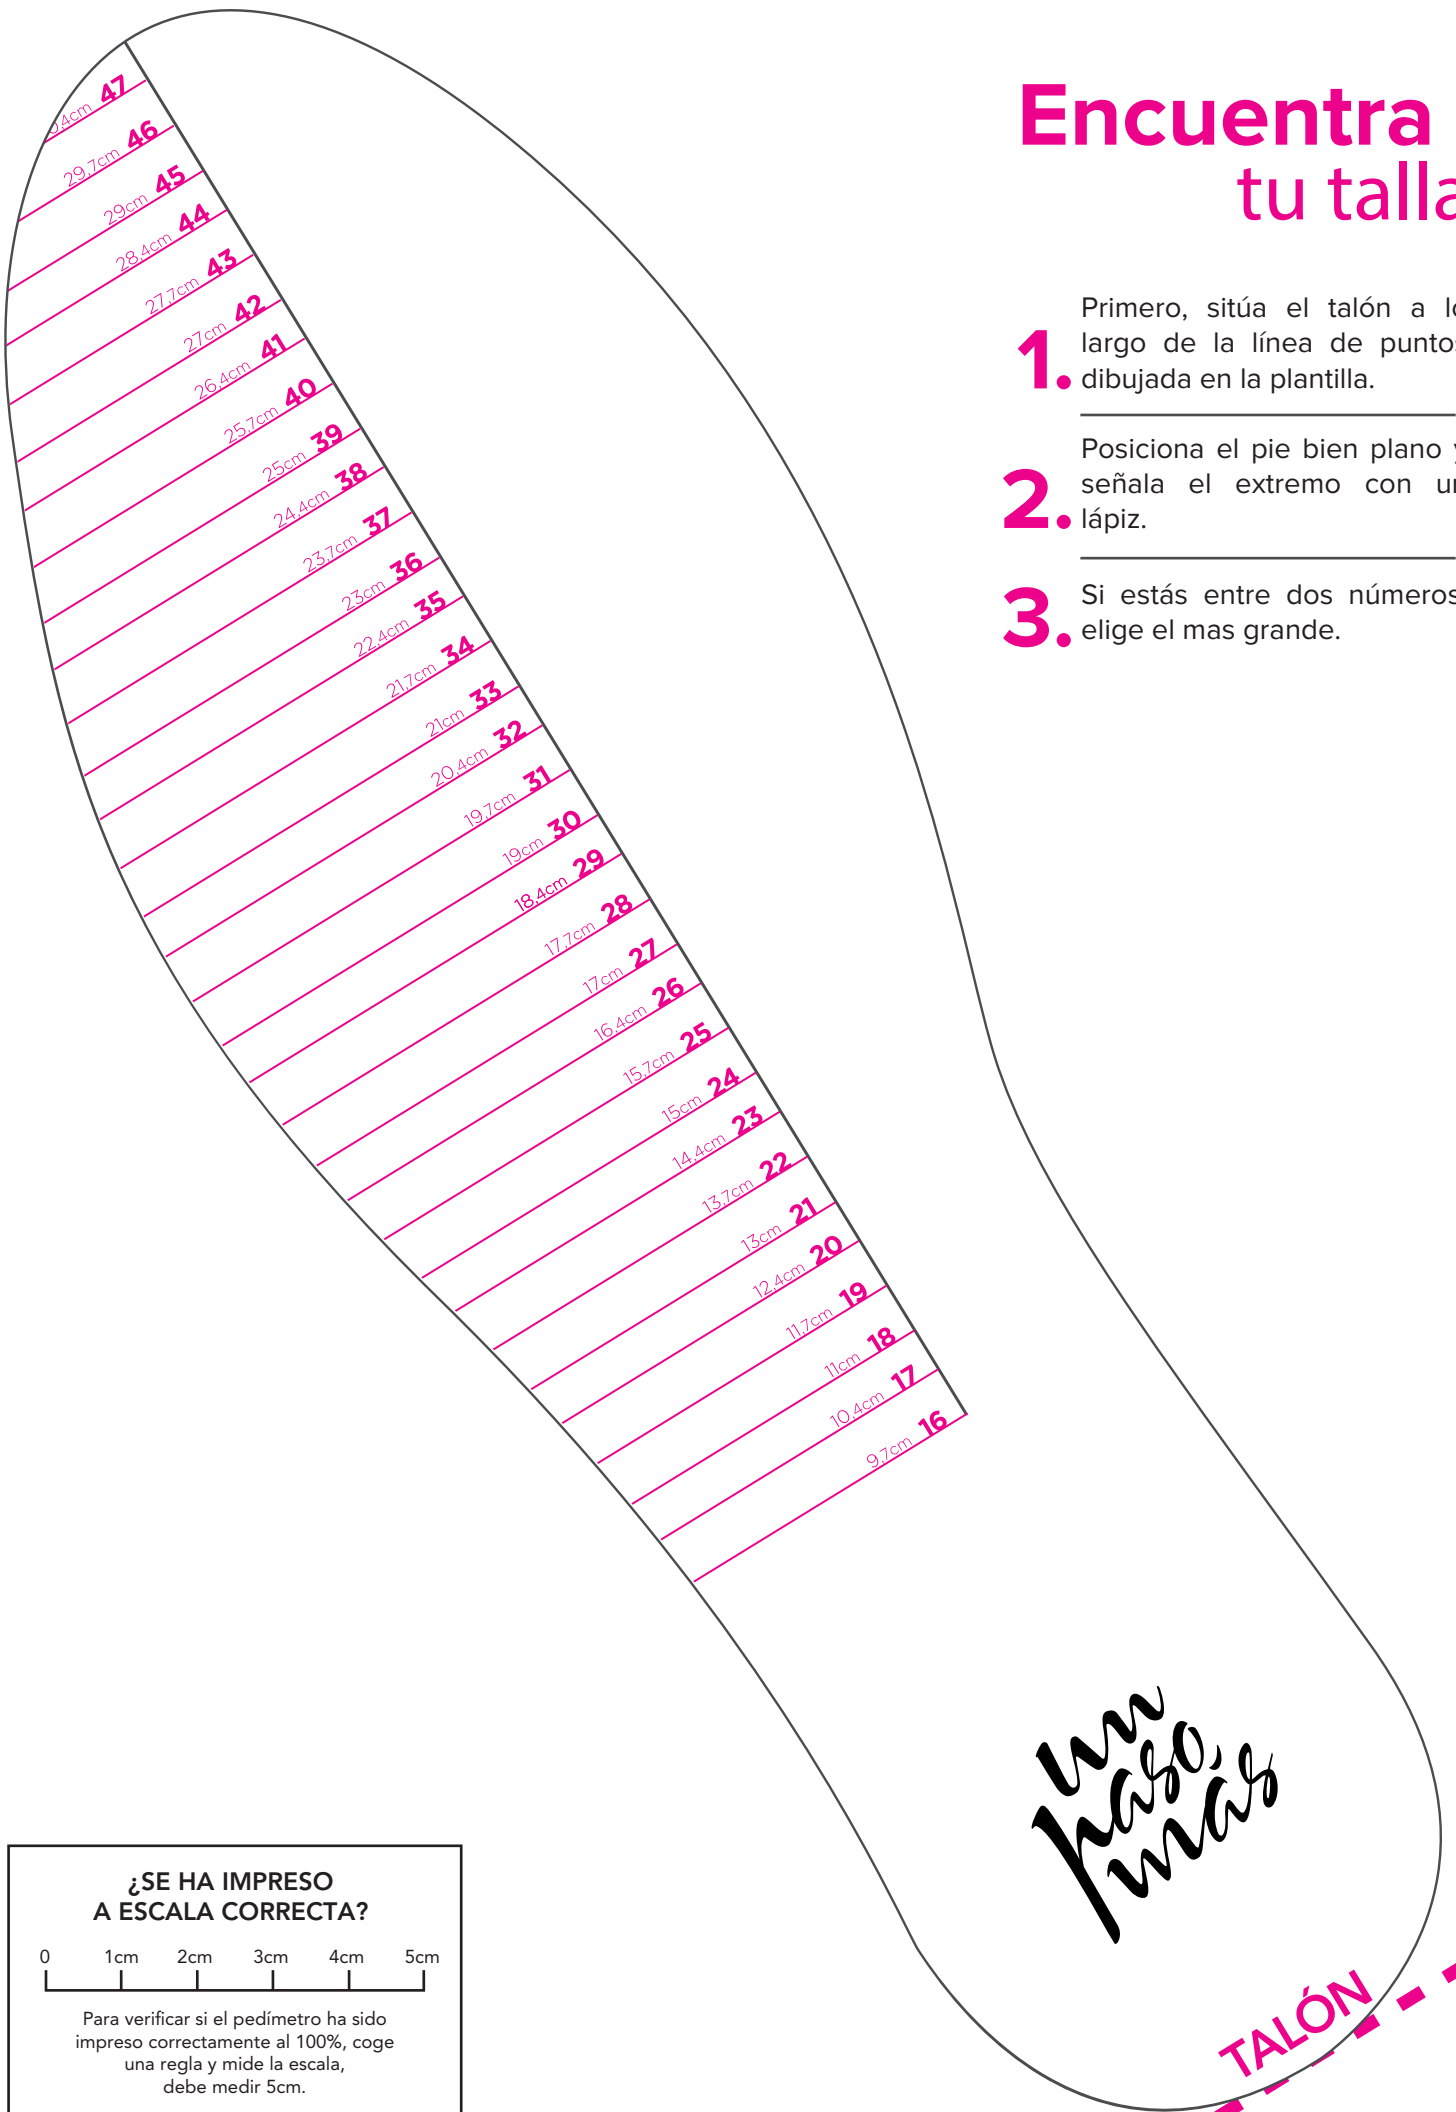 Encuentra
tu talla
1.
Primero, sitúa el talón a lo
largo de la línea de puntos
dibujada en la plantilla.
2.
Posiciona el pie bien plano y
señala el extremo con un
lápiz.
3.
Si estás entre dos números
elige el mas grande.
0,4cm 47
29,7cm 46
29cm 45
28,4cm 44
27,7cm 43
27cm 42
26,4cm 41
25,7cm 40
25cm 39
24,4cm 38
23,7cm 37
23cm 36
22,4cm 35
21,7cm 34
21cm 33
20,4cm 32
19,7cm 31
19cm 30
18,4cm 29
17,7cm 28
17cm 27
16,4cm 26
15,7cm 25
15cm 24
14,4cm 23
13,7cm 22
13cm 21
12,4cm 20
11,7cm 19
11cm 18
10,4cm 17
9,7cm 16
un
paso
más
TALÓN
¿SE HA IMPRESO
A ESCALA CORRECTA?
0 1cm 2cm 3cm 4cm 5cm
Para verificar si el pedímetro ha sido
impreso correctamente al 100%, coge
una regla y mide la escala,
debe medir 5cm.